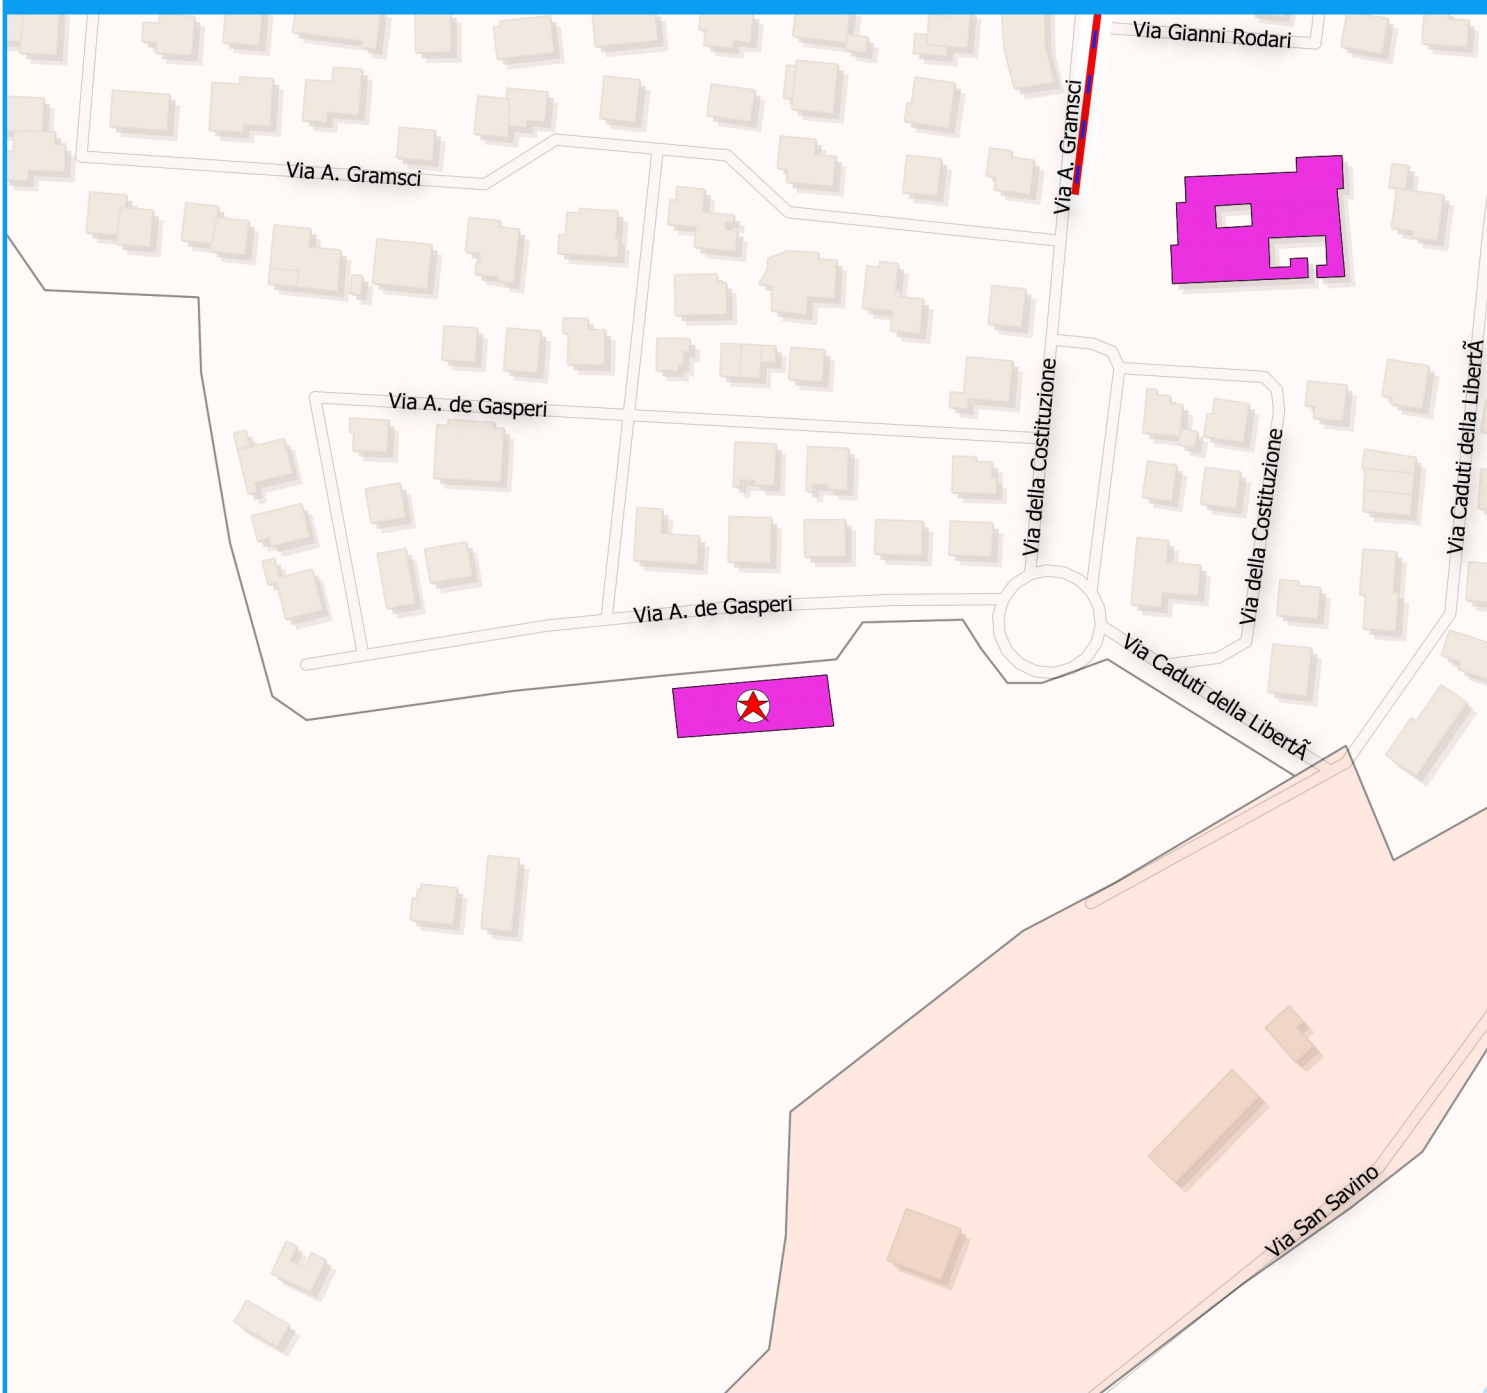 Via Gianni Rodari
Via A. Gramsci
Via A. Gramsci
Via A. de Gasperi
Via della Costituzione
Via della Costituzione
Via Caduti della LibertÃ
Via A. de Gasperi
Via Caduti della LibertÃ
Via San Savino